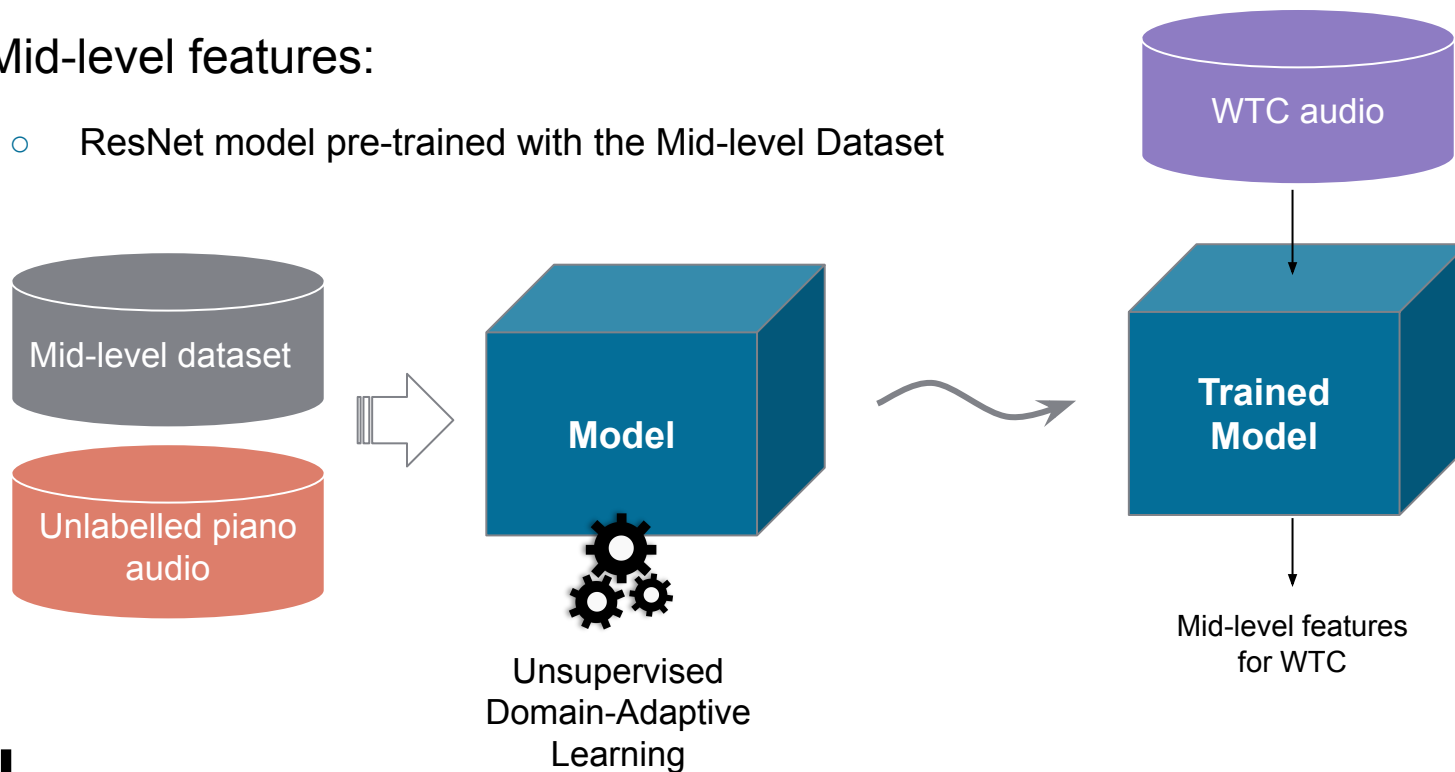 Mid-level features:
○ ResNet model pre-trained with the Mid-level Dataset
WTC audio
Mid-level dataset
Unlabelled piano
audio
Model
Unsupervised
Domain-Adaptive
Learning
Trained
Model
Mid-level features
for WTC